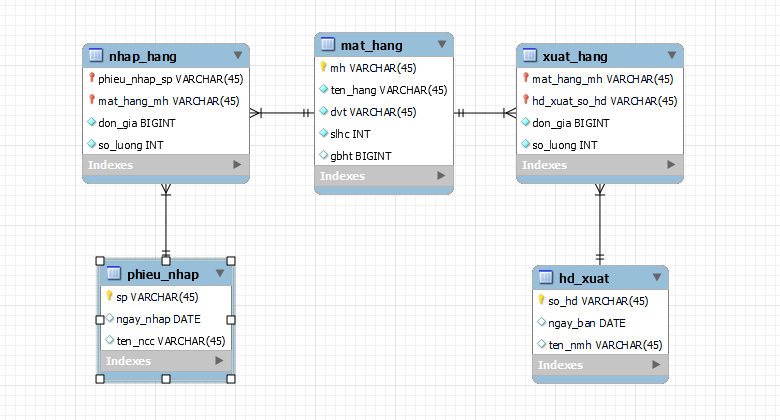 nhap_hang
phieu_nhap_sp VARCHAR(45)
mat_hang_mh VARCHAR(45)
don_gia BIGINT
so_luong INT
Indexes
mat_hang
mh VARCHAR(45)
ten_hang VARCHAR(45)
dvt VARCHAR(45)
slhc INT
gbht BIGINT
Indexes
xuat_hang
mat_hang_mh VARCHAR(45)
hd_xuat_so_hd VARCHAR(45)
don_gia BIGINT
so_luong INT
Indexes
phieu_nhap
sp VARCHAR(45)
ngay_nhap DATE
ten_ncc VARCHAR(45)
Indexes
hd_xuat
so_hd VARCHAR(45)
ngay_ban DATE
ten_nmh VARCHAR(45)
Indexes